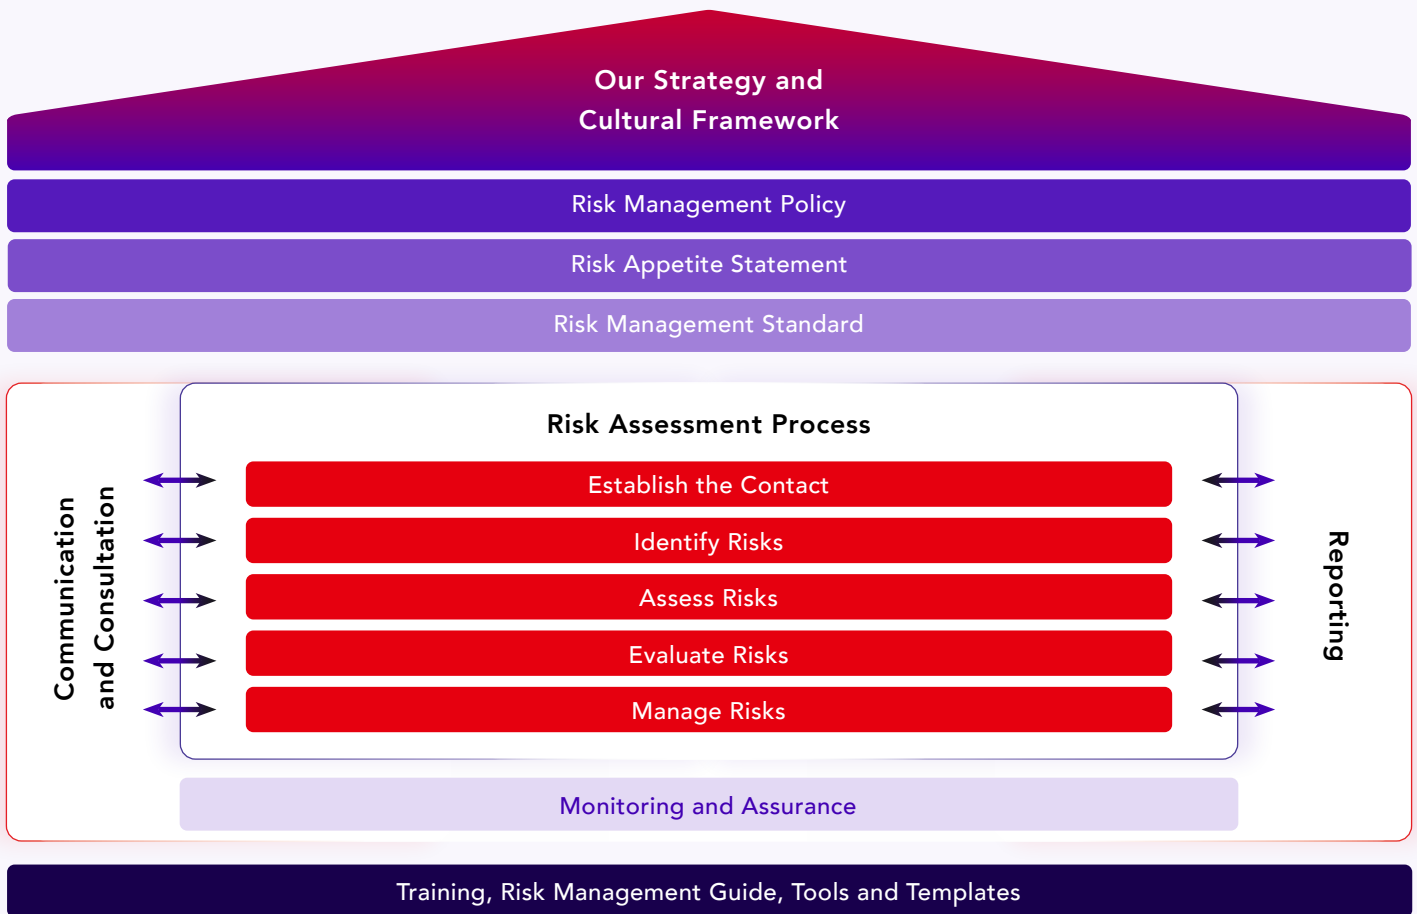 Our Strategy and
Cultural Framework
Risk Management Policy
Risk Appetite Statement
Risk Management Standard
Communication
and Consultation
Risk Assessment Process
Establish the Contact
Identify Risks
Assess Risks
Evaluate Risks
Manage Risks
Reporting
Monitoring and Assurance
Training, Risk Management Guide, Tools and Templates